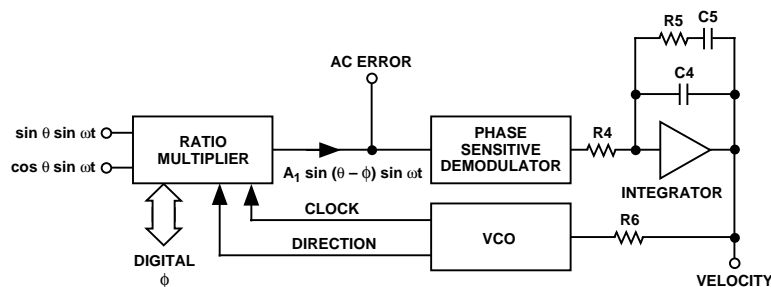 R5
C5
C4
AC ERROR
sin θ sin ωt
cos θ sin ωt
RATIO
MULTIPLIER
A1 sin (θ – ϕ) sin ωt
PHASE
SENSITIVE
DEMODULATOR
R4
INTEGRATOR
CLOCK
DIRECTION
VCO
R6
DIGITAL
ϕ
VELOCITY